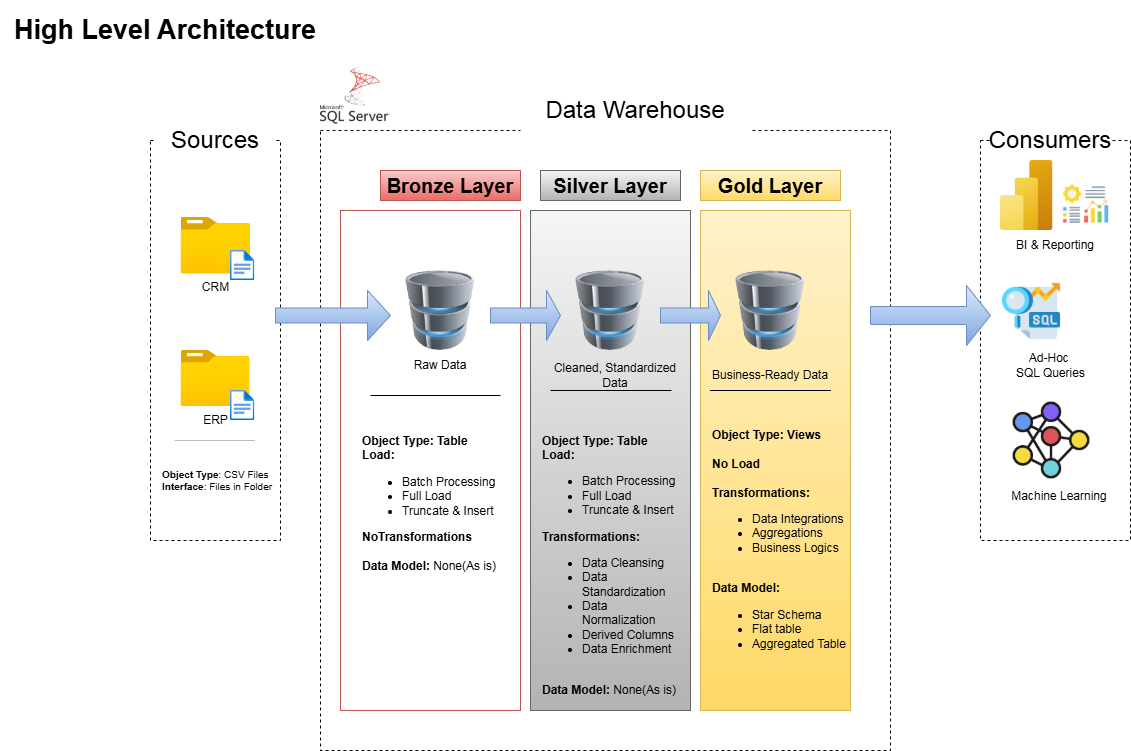 High Level Architecture
Microsoft
SQL Server
Data Warehouse
Sources
CRM
ERP
Object Type: CSV Files
Interface: Files in Folder
Bronze Layer
Raw Data
Object Type: Table
Load:
Batch Processing
Full Load
Truncate & Insert
NoTransformations
Data Model: None(As is)
Silver Layer
Cleaned, Standardized
Data
Object Type: Table
Load:
Batch Processing
Full Load
Truncate & Insert
Transformations:
Data Cleansing
Data
Standardization
Data
Normalization
Derived Columns
Data Enrichment
Data Model: None(As is)
Gold Layer
Business-Ready Data
Object Type: Views
No Load
Transformations:
Data Integrations
Aggregations
Business Logics
Data Model:
Star Schema
Flat table
Aggregated Table
Consumers
BI & Reporting
SQL
Ad-Hoc
SQL Queries
Machine Learning